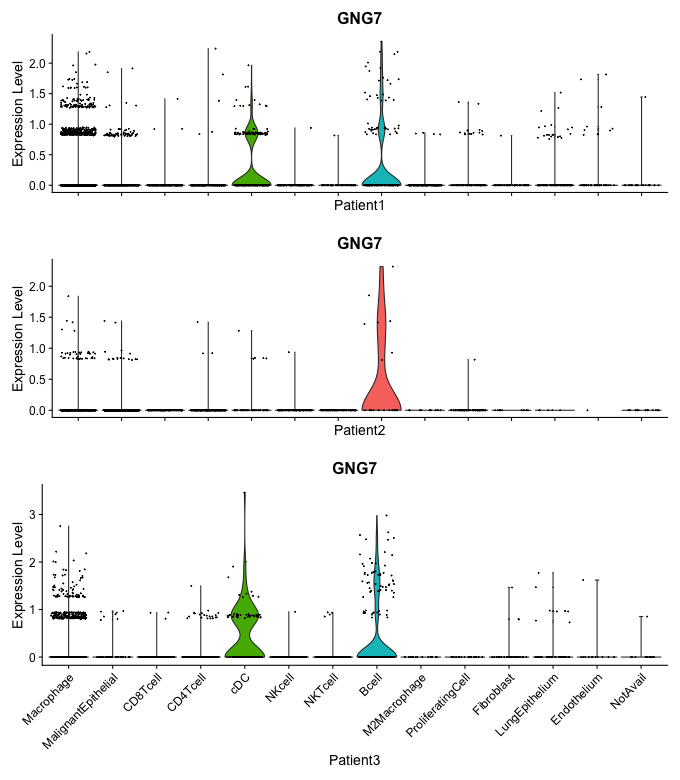 GNG7
Expression Level
2.0
1.5
1.0
0.5
0.0
Patient1
GNG7
Expression Level
2.0
1.5
1.0
0.5
0.0
Patient2
GNG7
Expression Level
3
2
1
0
Macrophage
MalignantEpithelial
CD8Tcell
CD4Tcell
cDC
NKcell
NKTcell
Bcell
M2Macrophage
ProliferatingCell
Fibroblast
LungEpithelium
Endothelium
NotAvail
Patient3